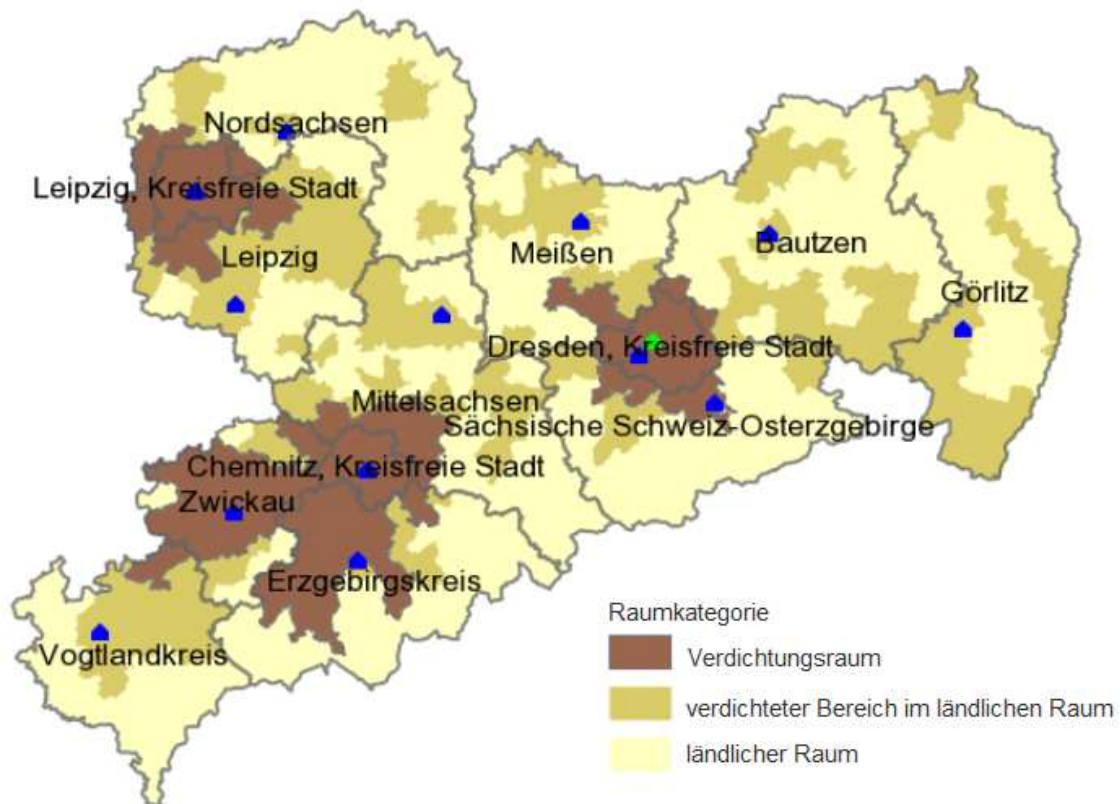 Nordsachsen
Leipzig, Kreisfreie Stadt
Leipzig
Meißen
Bautzen
Görlitz
Dresden, Kreisfreie Stadt
Mittelsachsen
Sächsische Schweiz-Osterzgebirge
Chemnitz, Kreisfreie Stadt
Zwickau
Erzgebirgskreis
Vogtlandkreis
Raumkategorie
Verdichtungsraum
verdichteter Bereich im ländlichen Raum
ländlicher Raum